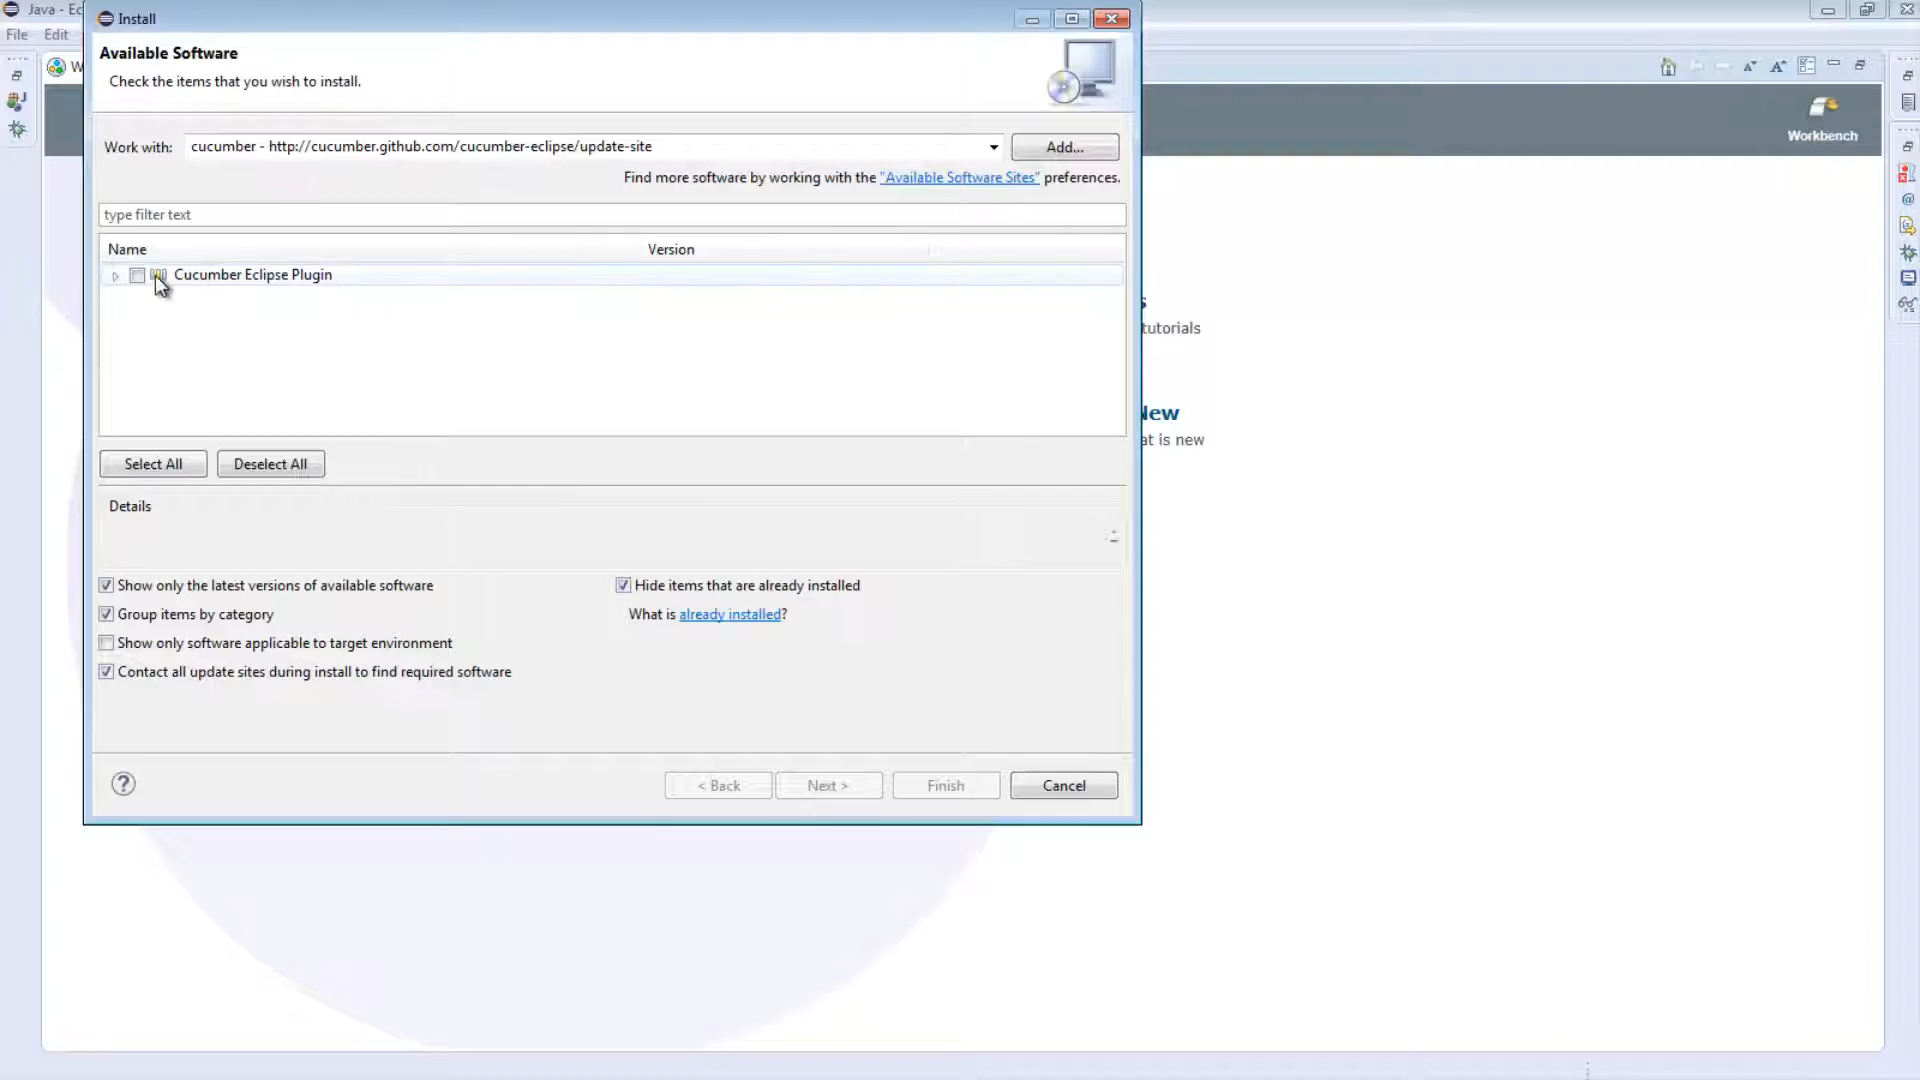 Java - Ec
Install
File Edit
Available Software
Check the items that you wish to install.
W
Workbench
Work with: cucumber - http://cucumber.github.com/cucumber-eclipse/update-site Add...
Find more software by working with the "Available Software Sites" preferences.
type filter text
Name Version
Cucumber Eclipse Plugin
s
tutorials
New
at is new
Select All Deselect All
Details
Show only the latest versions of available software Hide items that are already installed
Group items by category What is already installed?
Show only software applicable to target environment
Contact all update sites during install to find required software
< Back Next > Finish Cancel